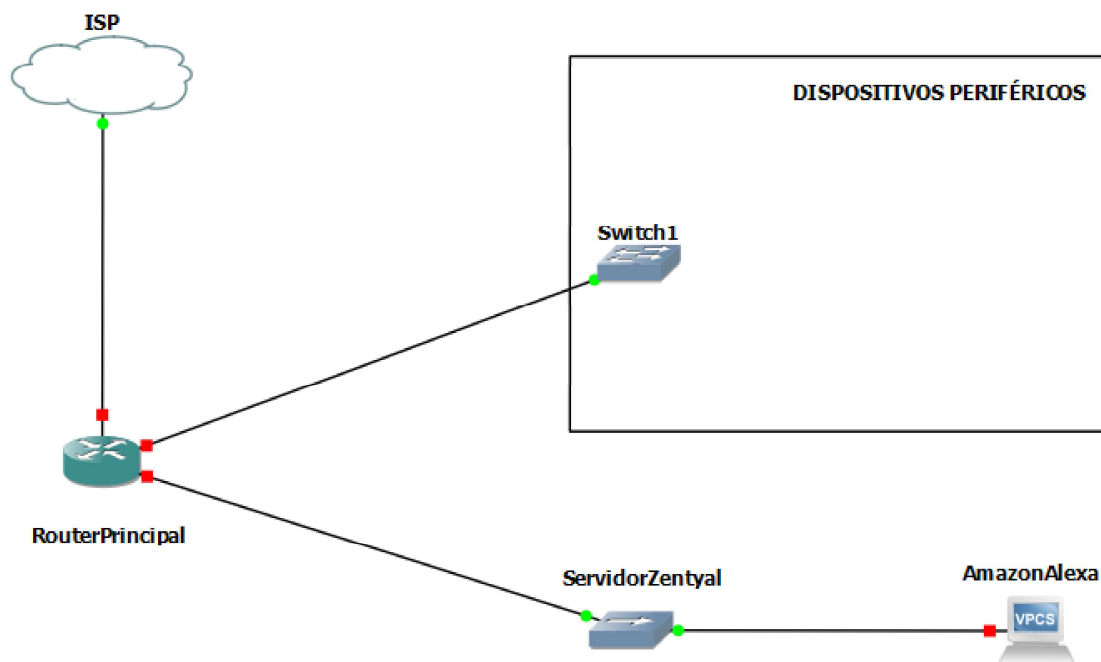 ISP
DISPOSITIVOS PERIFÉRICOS
Switch1
RouterPrincipal
ServidorZentyal
AmazonAlexa
VPCS